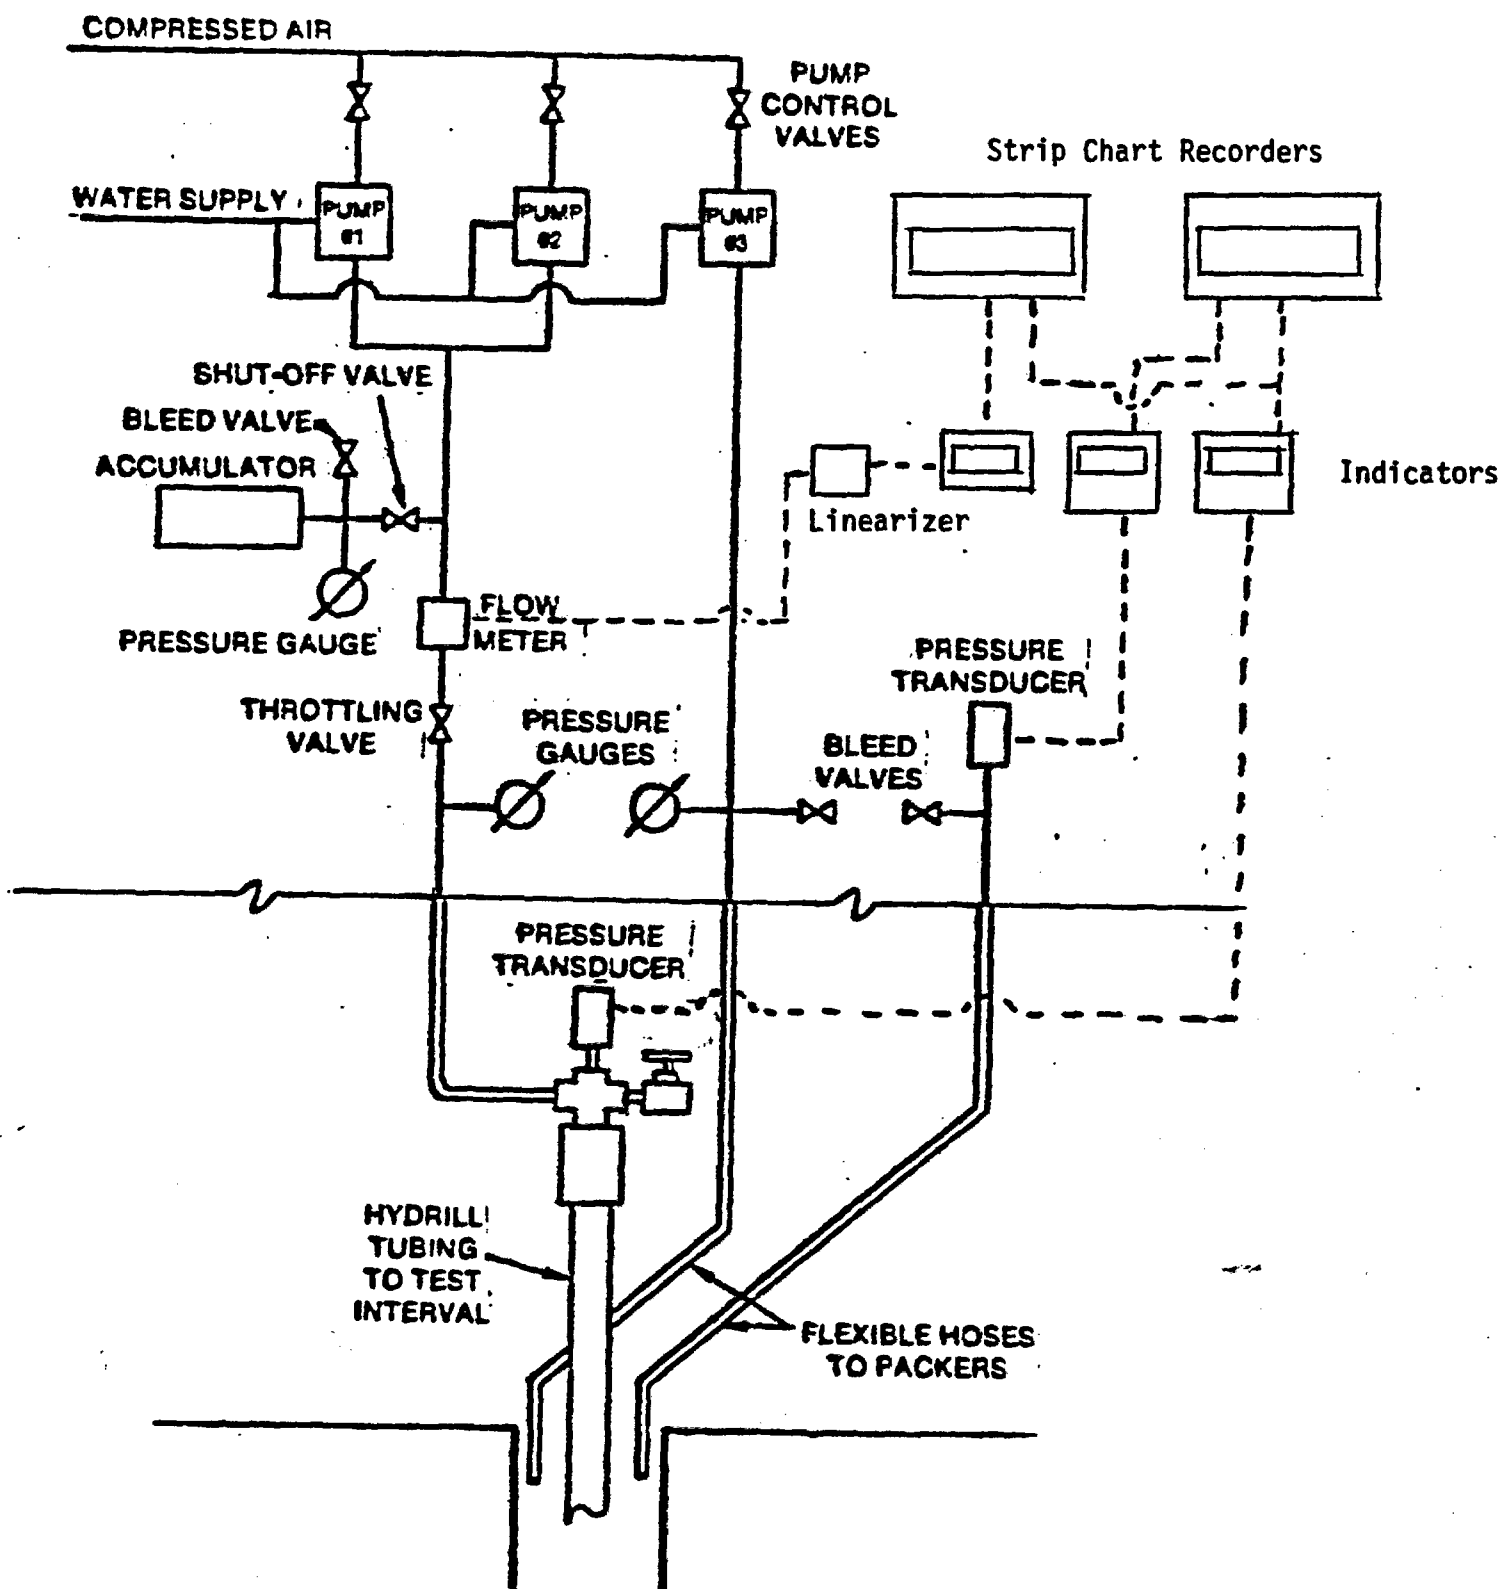 COMPRESSED AIR
PUMP
CONTROL
VALVES
Strip Chart Recorders
WATER SUPPLY
PUMP
#1
PUMP
#2
PUMP
#3
SHUT-OFF VALVE
BLEED VALVE
ACCUMULATOR
Indicators
Linearizer
FLOW
METER
PRESSURE GAUGE
PRESSURE
TRANSDUCER
THROTTLING
VALVE
PRESSURE
GAUGES
BLEED
VALVES
PRESSURE
TRANSDUCER
HYDRILL
TUBING
TO TEST
INTERVAL
FLEXIBLE HOSES
TO PACKERS